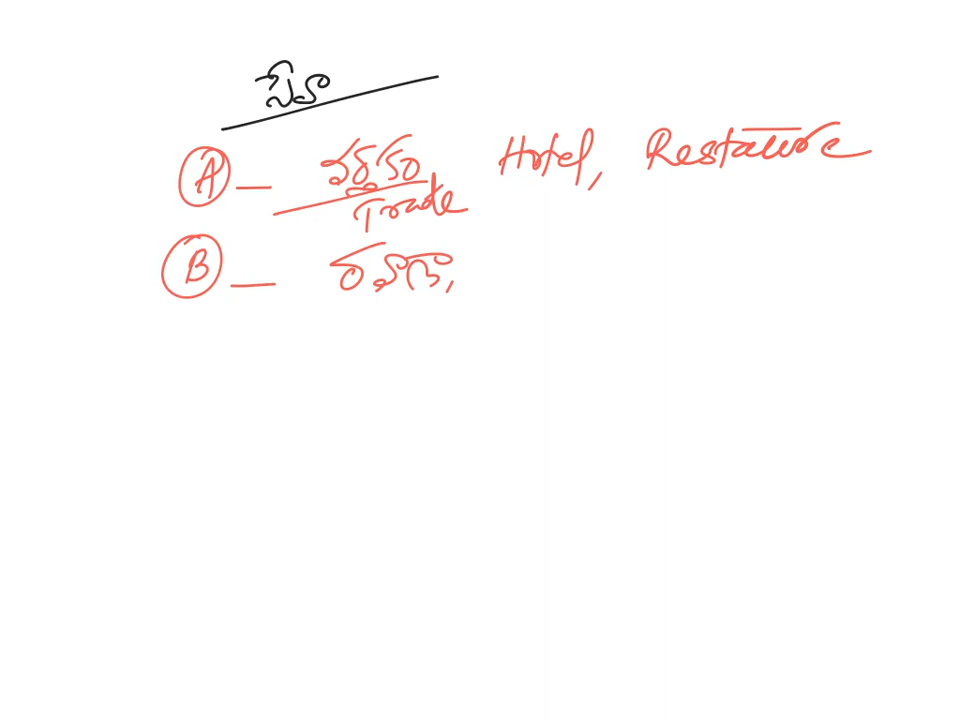 సేవా
A — వర్తకం Hotel, Restaure
Trade
B — రవాణా,